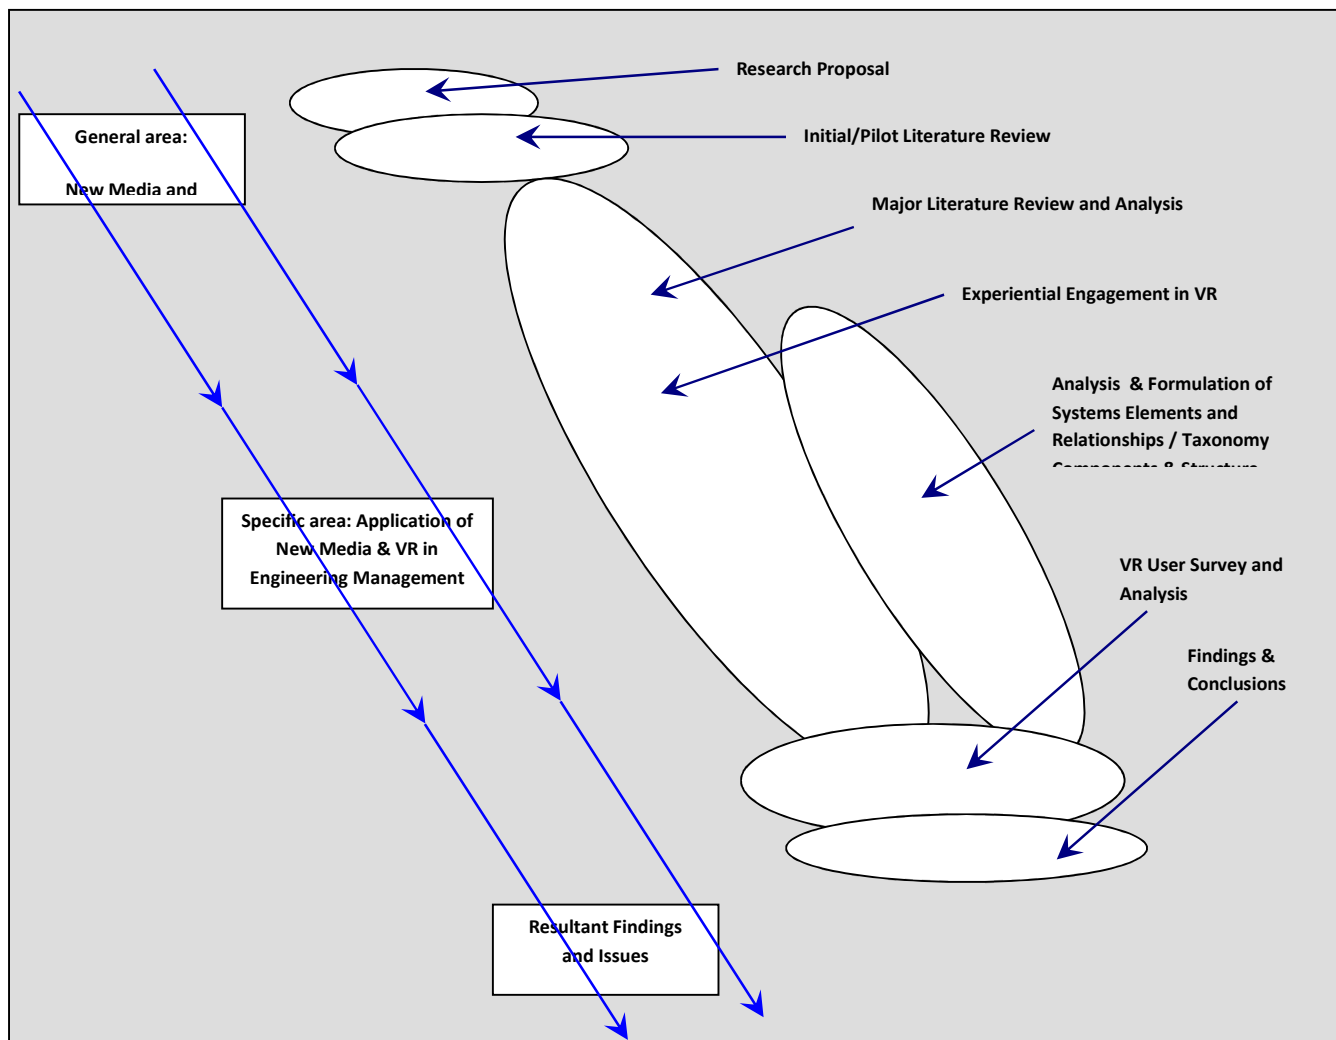 Research Proposal
General area:
Initial/Pilot Literature Review
New Media and
Major Literature Review and Analysis
Experiential Engagement in VR
Analysis & Formulation of
Systems Elements and
Relationships / Taxonomy
Components & Structure
Specific area: Application of
New Media & VR in
Engineering Management
VR User Survey and
Analysis
Findings &
Conclusions
Resultant Findings
and Issues